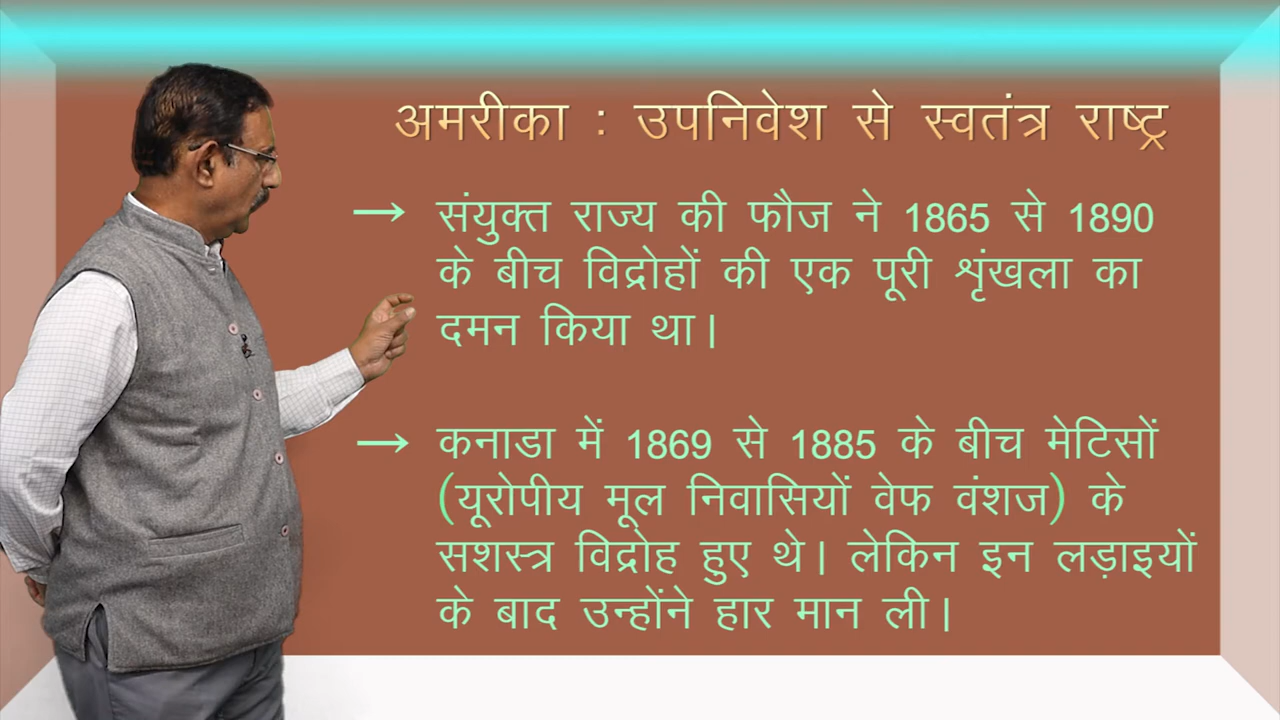 अमरीका : उपनिवेश से स्वतंत्र राष्ट्र
→ संयुक्त राज्य की फौज ने 1865 से 1890
के बीच विद्रोहों की एक पूरी शृंखला का
दमन किया था।
→ कनाडा में 1869 से 1885 के बीच मेटिसों
(यूरोपीय मूल निवासियों वेफ वंशज) के
सशस्त्र विद्रोह हुए थे। लेकिन इन लड़ाइयों
के बाद उन्होंने हार मान ली।